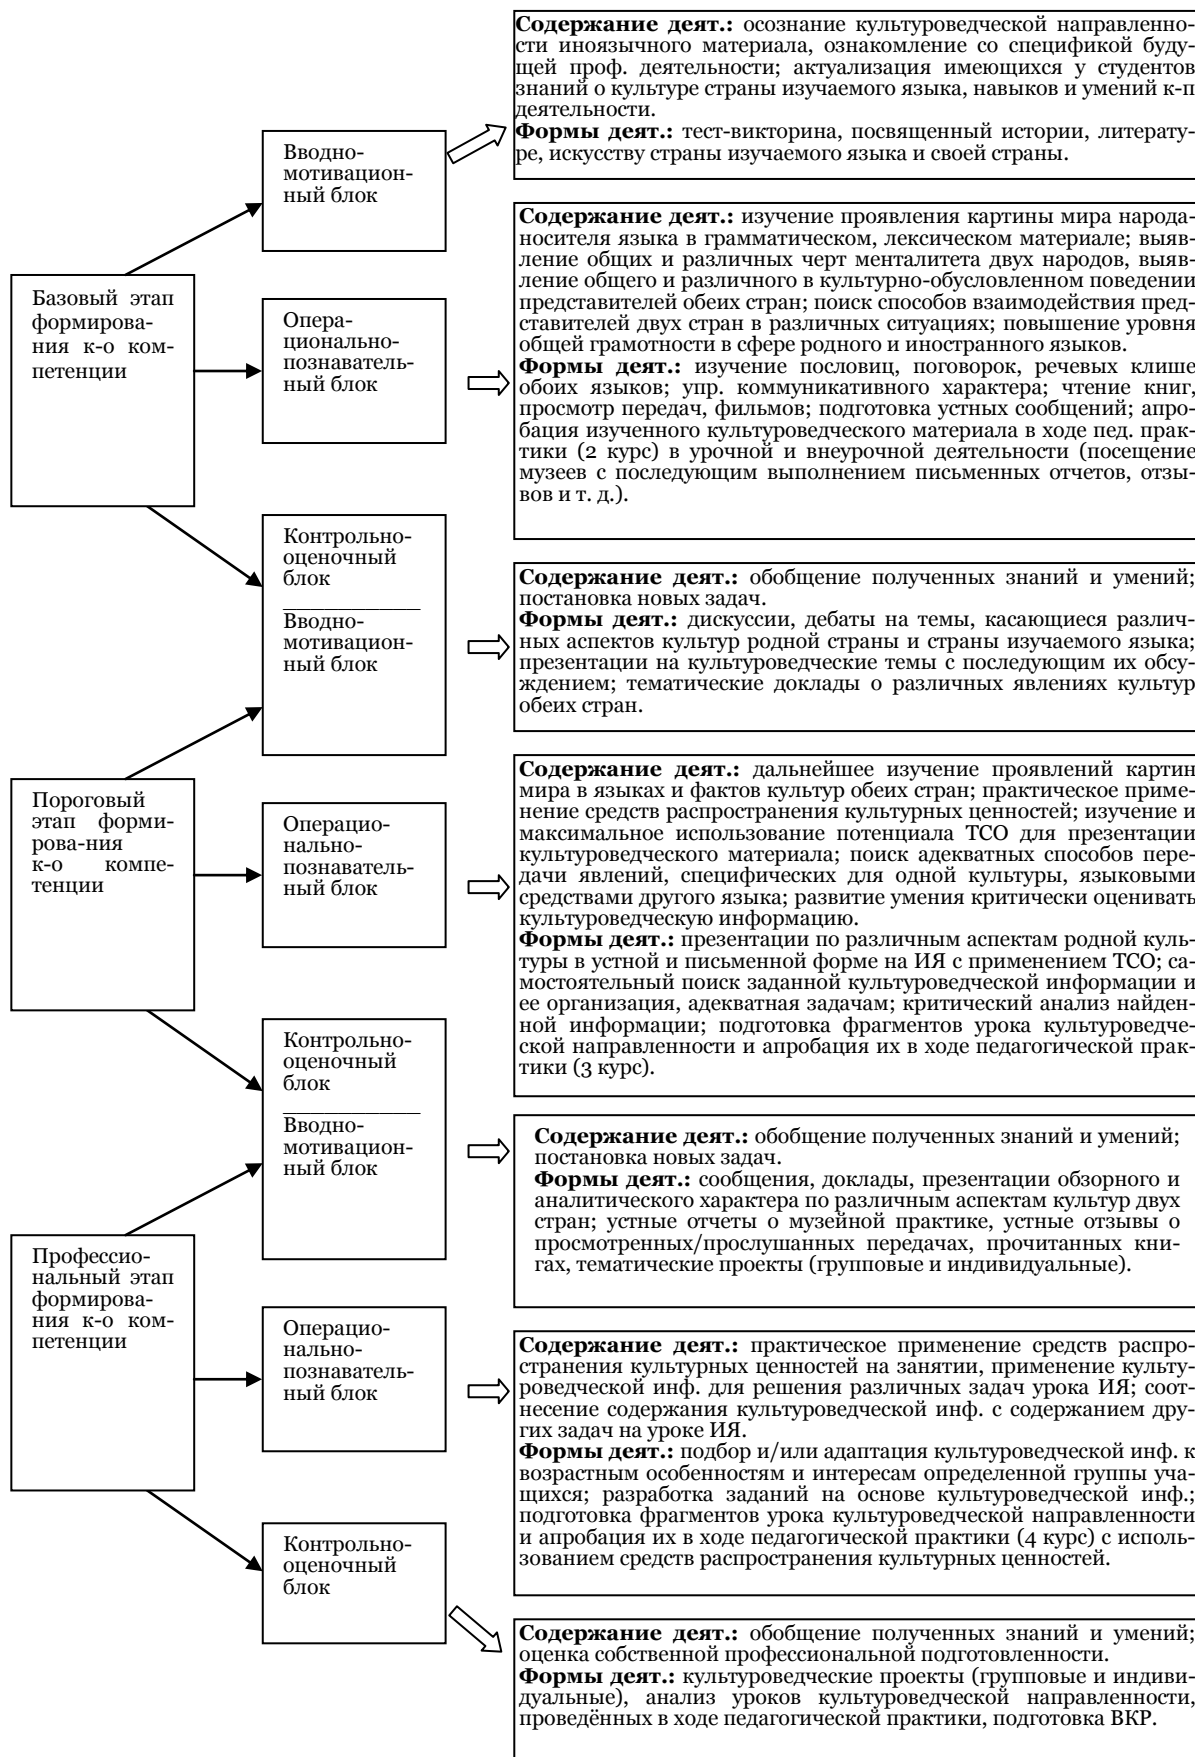 Содержание деят.: осознание культуроведческой направленно-
сти иноязычного материала, ознакомление со спецификой буду-
щей проф. деятельности; актуализация имеющихся у студентов
знаний о культуре страны изучаемого языка, навыков и умений к-п
деятельности.
Формы деят.: тест-викторина, посвященный истории, литерату-
ре, искусству страны изучаемого языка и своей страны.
Вводно-
мотивацион-
ный блок
Содержание деят.: изучение проявления картины мира народа-
носителя языка в грамматическом, лексическом материале; выяв-
ление общих и различных черт менталитета двух народов, выяв-
ление общего и различного в культурно-обусловленном поведении
представителей обеих стран; поиск способов взаимодействия пред-
ставителей двух стран в различных ситуациях; повышение уровня
общей грамотности в сфере родного и иностранного языков.
Формы деят.: изучение пословиц, поговорок, речевых клише
обоих языков; упр. коммуникативного характера; чтение книг,
просмотр передач, фильмов; подготовка устных сообщений; апро-
бация изученного культуроведческого материала в ходе пед. прак-
тики (2 курс) в урочной и внеурочной деятельности (посещение
музеев с последующим выполнением письменных отчетов, отзы-
вов и т. д.).
Базовый этап
формирова-
ния к-о ком-
петенции
Опера-
ционально-
познаватель-
ный блок
Контрольно-
оценочный
блок
Вводно-
мотивацион-
ный блок
Содержание деят.: обобщение полученных знаний и умений;
постановка новых задач.
Формы деят.: дискуссии, дебаты на темы, касающиеся различ-
ных аспектов культур родной страны и страны изучаемого языка;
презентации на культуроведческие темы с последующим их обсу-
ждением; тематические доклады о различных явлениях культур
обеих стран.
Пороговый
этап форми-
рова-ния
к-о компе-
тенции
Операцио-
нально-
познаватель-
ный блок
Содержание деят.: дальнейшее изучение проявлений картин
мира в языках и фактов культур обеих стран; практическое приме-
нение средств распространения культурных ценностей; изучение и
максимальное использование потенциала ТСО для презентации
культуроведческого материала; поиск адекватных способов пере-
дачи явлений, специфических для одной культуры, языковыми
средствами другого языка; развитие умения критически оценивать
культуроведческую информацию.
Формы деят.: презентации по различным аспектам родной куль-
туры в устной и письменной форме на ИЯ с применением ТСО; са-
мостоятельный поиск заданной культуроведческой информации и
ее организация, адекватная задачам; критический анализ найден-
ной информации; подготовка фрагментов урока культуроведче-
ской направленности и апробация их в ходе педагогической прак-
тики (3 курс).
Контрольно-
оценочный
блок
Вводно-
мотивацион-
ный блок
Содержание деят.: обобщение полученных знаний и умений;
постановка новых задач.
Формы деят.: сообщения, доклады, презентации обзорного и
аналитического характера по различным аспектам культур двух
стран; устные отчеты о музейной практике, устные отзывы о
просмотренных/прослушанных передачах, прочитанных кни-
гах, тематические проекты (групповые и индивидуальные).
Профессио-
нальный этап
формирова-
ния к-о ком-
петенции
Операцио-
нально-
познаватель-
ный блок
Содержание деят.: практическое применение средств распро-
странения культурных ценностей на занятии, применение культу-
роведческой инф. для решения различных задач урока ИЯ; соот-
несение содержания культуроведческой инф. с содержанием дру-
гих задач на уроке ИЯ.
Формы деят.: подбор и/или адаптация культуроведческой инф. к
возрастным особенностям и интересам определенной группы уча-
щихся; разработка заданий на основе культуроведческой инф.;
подготовка фрагментов урока культуроведческой направленности
и апробация их в ходе педагогической практики (4 курс) с исполь-
зованием средств распространения культурных ценностей.
Контрольно-
оценочный
блок
Содержание деят.: обобщение полученных знаний и умений;
оценка собственной профессиональной подготовленности.
Формы деят.: культуроведческие проекты (групповые и индиви-
дуальные), анализ уроков культуроведческой направленности,
проведённых в ходе педагогической практики, подготовка ВКР.